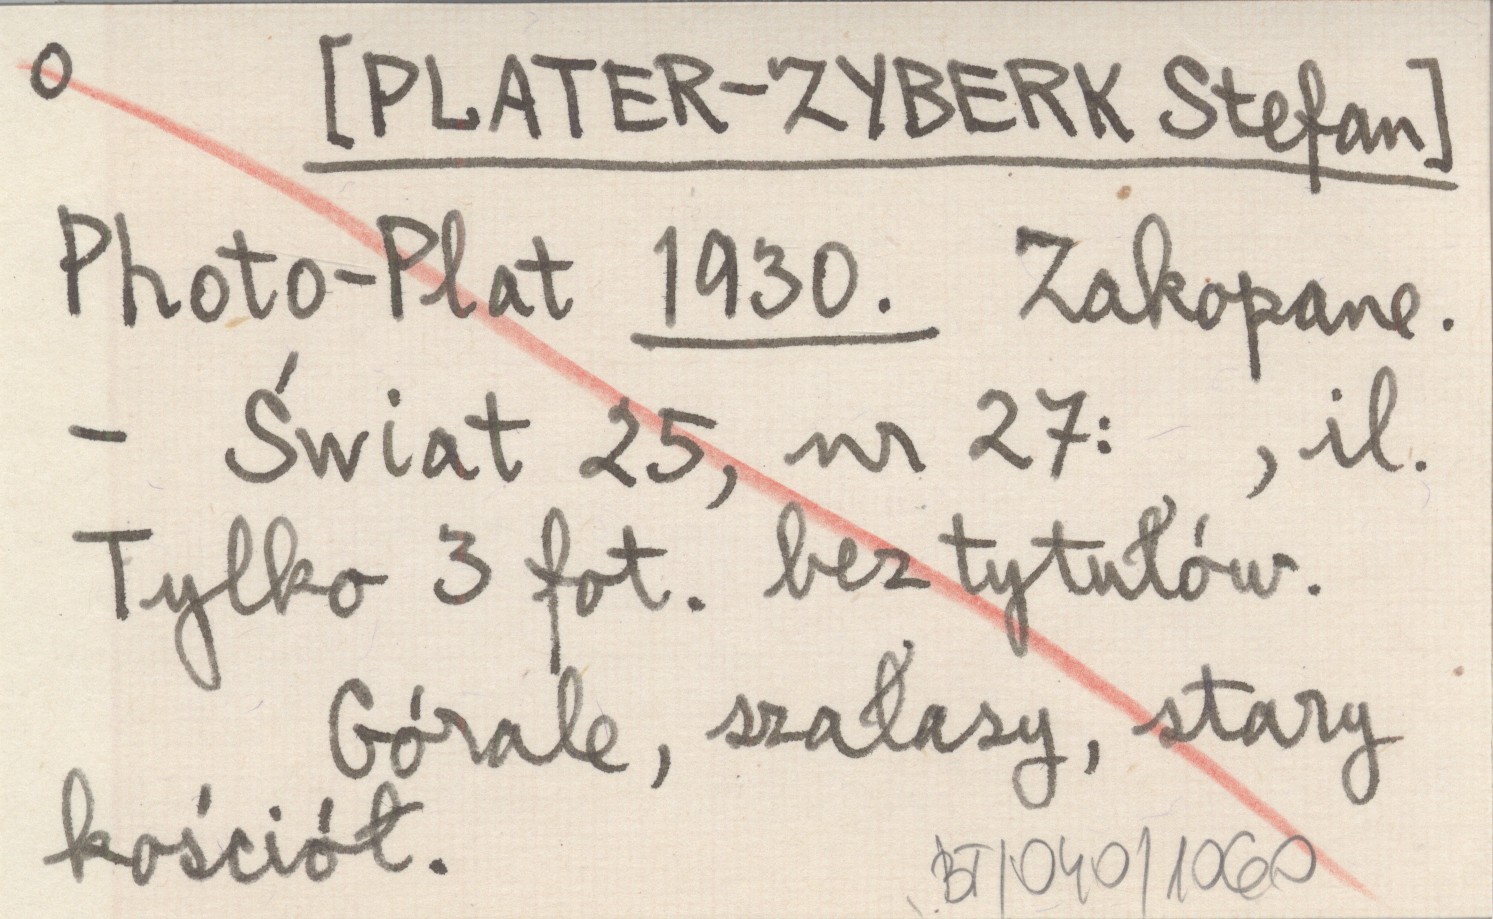 o [PLATER-ZYBERK Stefan]
Photo-Plat 1930. Zakopane.
- Świat 25, nr 27: , il.
Tylko 3 fot. bez tytułów.
Górale, szałasy, stary
kościół.
BT/040/1060